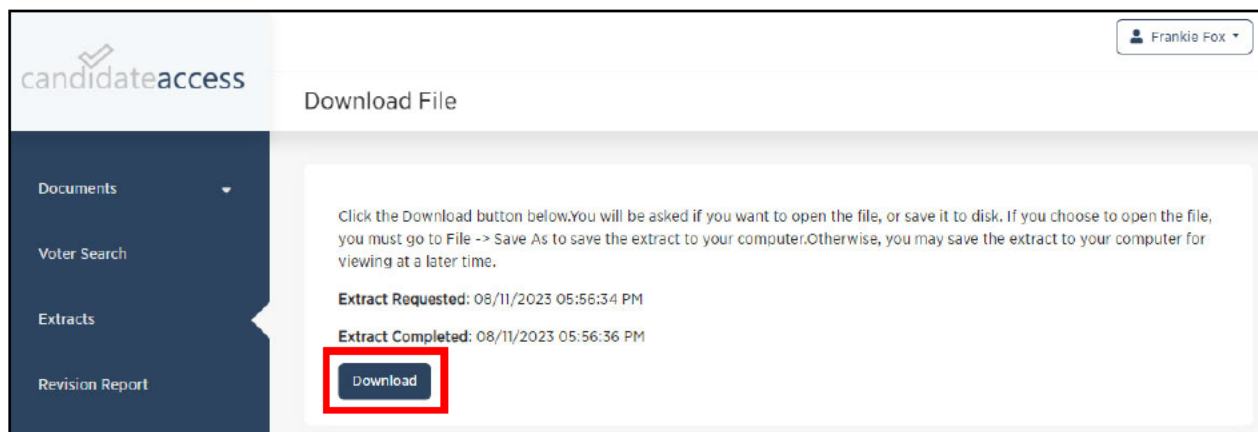 Frankie Fox
candidateaccess
Download File
Documents
Click the Download button below.You will be asked if you want to open the file, or save it to disk. If you choose to open the file,
you must go to File -> Save As to save the extract to your computer.Otherwise, you may save the extract to your computer for
viewing at a later time.
Voter Search
Extract Requested: 08/11/2023 05:56:34 PM
Extracts
Extract Completed: 08/11/2023 05:56:36 PM
Download
Revision Report